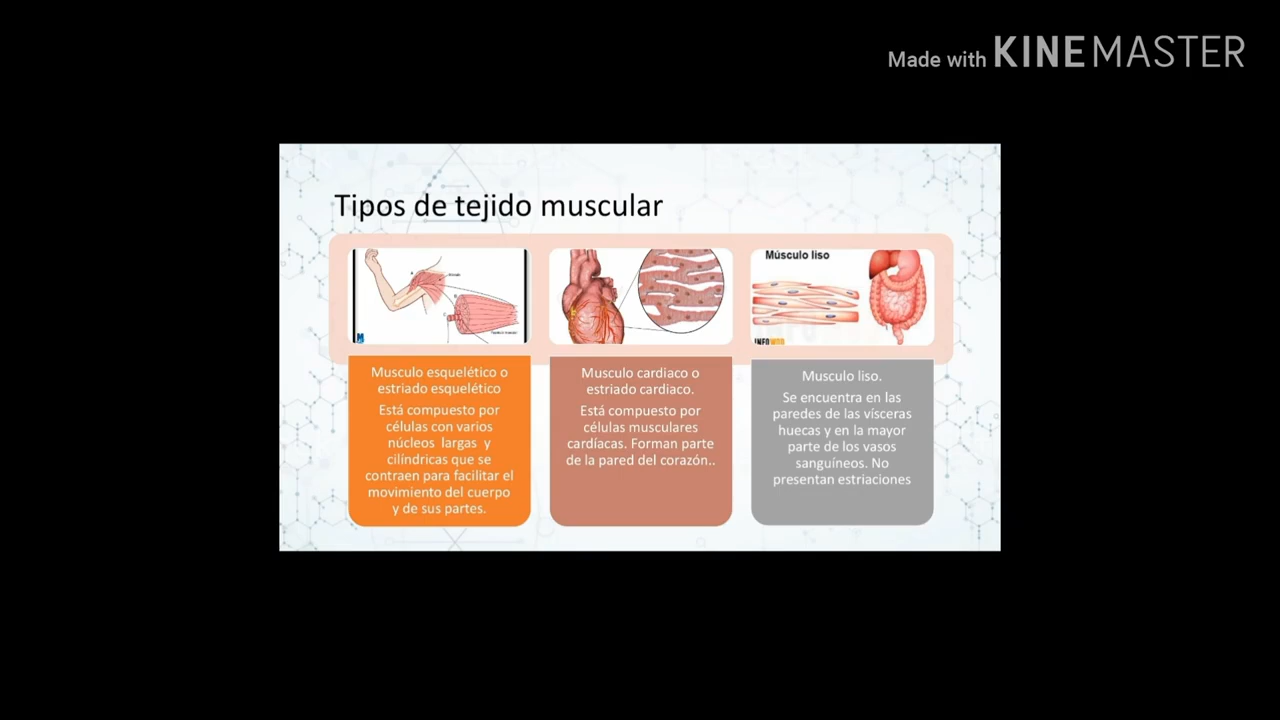 Made with KINEMASTER
Tipos de tejido muscular
Músculo liso
INFOWOD
Musculo esquelético o
estriado esquelético
Está compuesto por
células con varios
núcleos largas y
cilíndricas que se
contraen para facilitar el
movimiento del cuerpo
y de sus partes.
Musculo cardiaco o
estriado cardiaco.
Está compuesto por
células musculares
cardíacas. Forman parte
de la pared del corazón..
Musculo liso.
Se encuentra en las
paredes de las vísceras
huecas y en la mayor
parte de los vasos
sanguíneos. No
presentan estriaciones